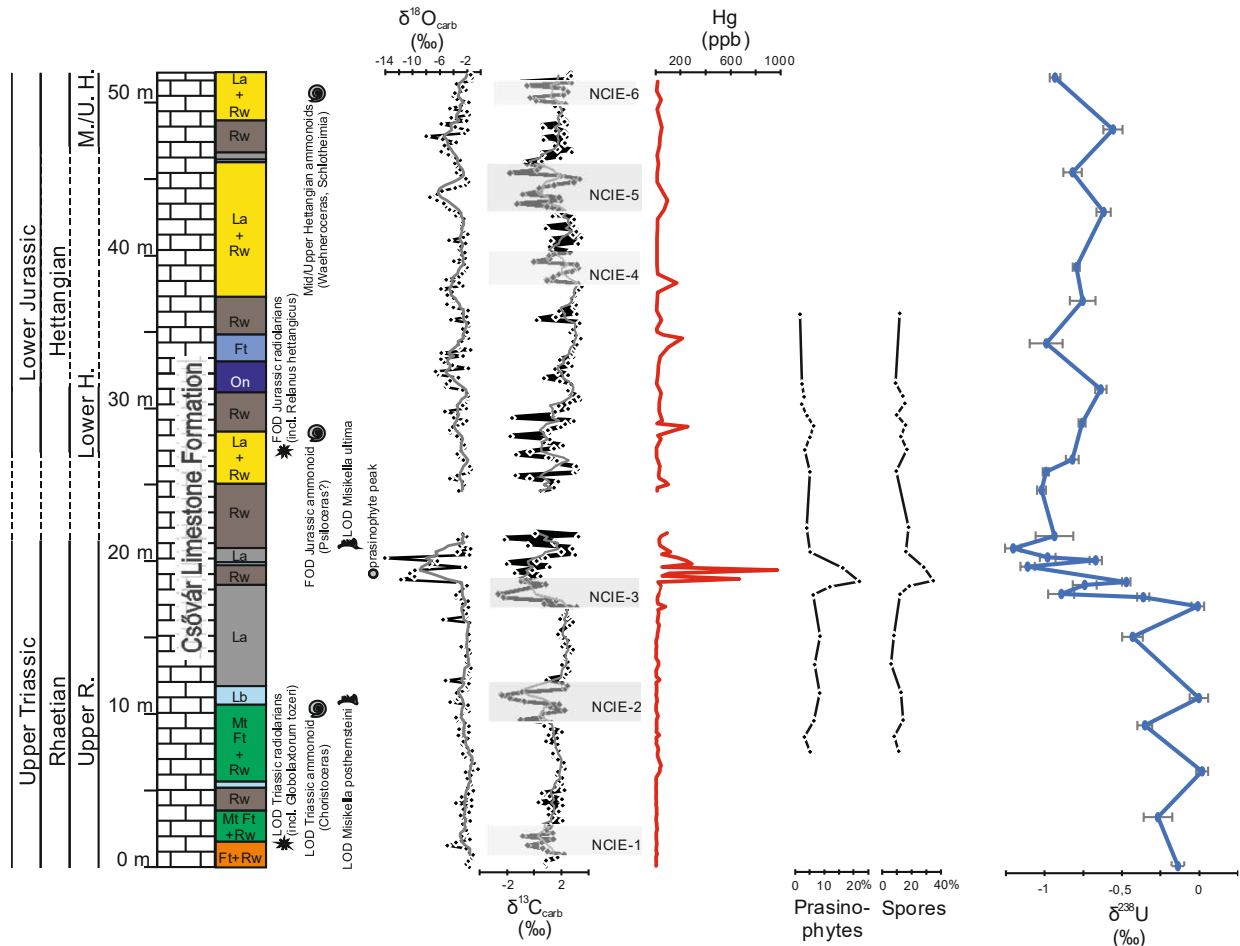 δ18Ocarb
(‰)
-14 -10 -6 -2
Hg
(ppb)
200 600 1000
Lower Jurassic
Hettangian
M./U. H.
Lower H.
Upper Triassic
Rhaetian
Upper R.
50 m
40 m
30 m
20 m
10 m
0 m
Csővár Limestone Formation
La
+
Rw
Rw
La
+
Rw
Rw
Ft
On
Rw
La
+
Rw
Rw
La
Rw
La
Lb
Mt
Ft
+
Rw
Rw
Mt Ft
+Rw
Ft+Rw
Mid/Upper Hettangian ammonoids
(Waehneroceras, Schlotheimia)
FOD Jurassic radiolarians
(incl. Relanus hettangicus)
FOD Jurassic ammonoid
(Psiloceras?)
LOD Misikella ultima
prasinophyte peak
LOD Triassic radiolarians
(incl. Globolaxtorum tozeri)
LOD Triassic ammonoid
(Choristoceras)
LOD Misikella posthernsteini
NCIE-6
NCIE-5
NCIE-4
NCIE-3
NCIE-2
NCIE-1
-2 2
δ13Ccarb
(‰)
0 10 20%
Prasino-
phytes
0 20 40%
Spores
-1 -0,5 0
δ238U
(‰)